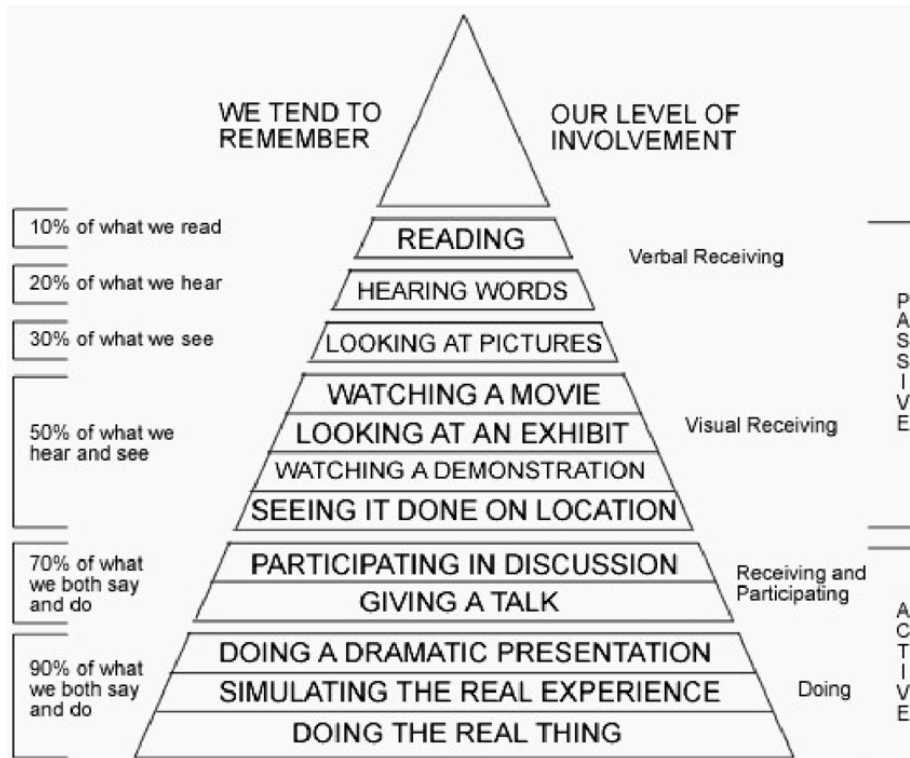 WE TEND TO
REMEMBER
OUR LEVEL OF
INVOLVEMENT
10% of what we read
READING
Verbal Receiving
20% of what we hear
HEARING WORDS
30% of what we see
LOOKING AT PICTURES
50% of what we
hear and see
WATCHING A MOVIE
LOOKING AT AN EXHIBIT
WATCHING A DEMONSTRATION
SEEING IT DONE ON LOCATION
Visual Receiving
PASSIVE
70% of what
we both say
and do
PARTICIPATING IN DISCUSSION
GIVING A TALK
Receiving and
Participating
90% of what
we both say
and do
DOING A DRAMATIC PRESENTATION
SIMULATING THE REAL EXPERIENCE
DOING THE REAL THING
Doing
ACTIVE